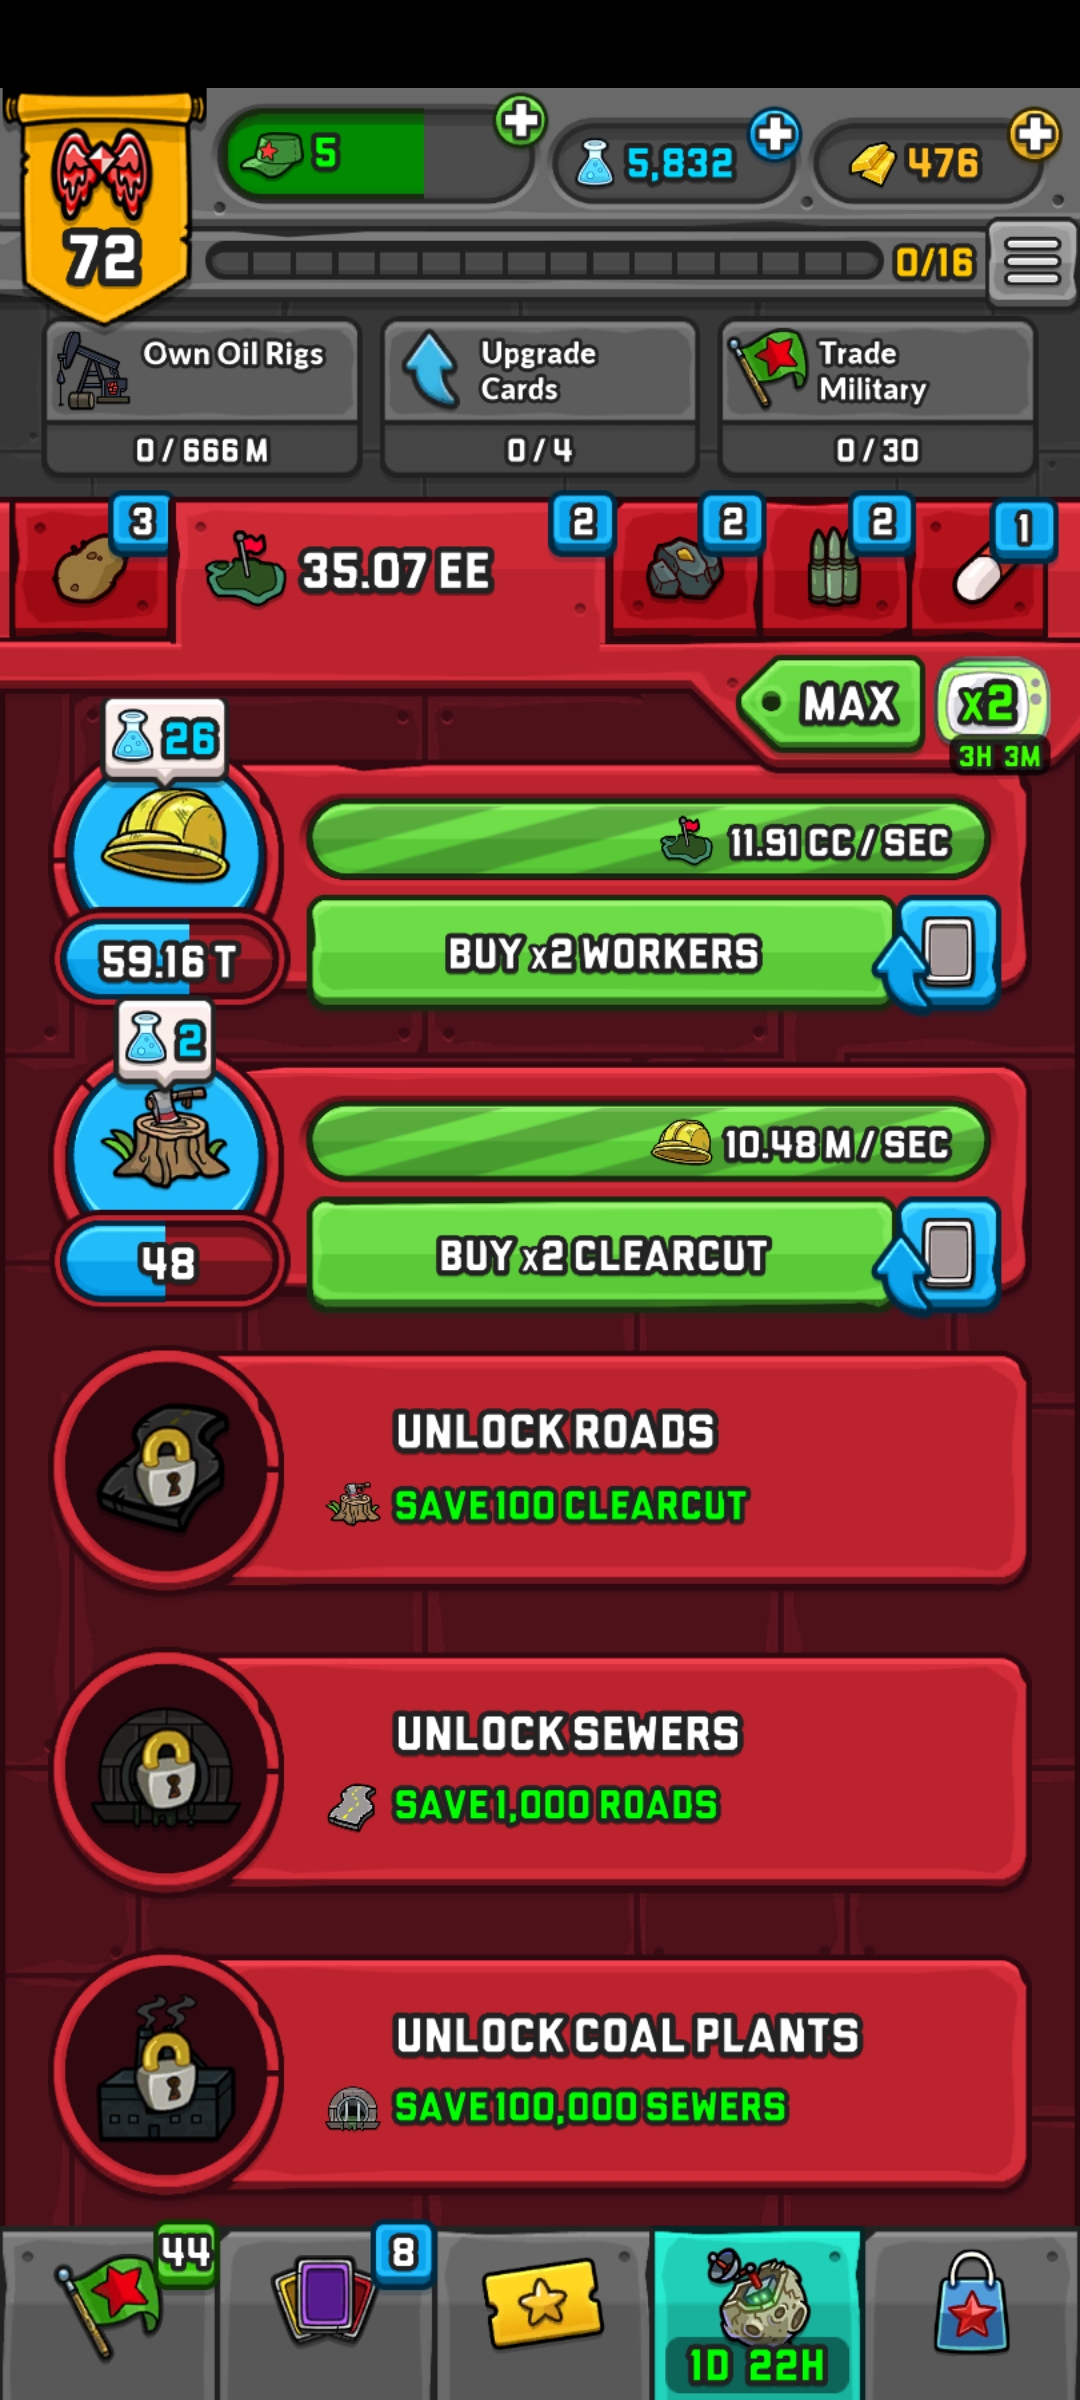 72
5
5,832
476
0/16
Own Oil Rigs
0 / 666 M
Upgrade
Cards
0 / 4
Trade
Military
0 / 30
3
35.07 EE
2
2
2
1
MAX
x2
3H 3M
26
11.91 CC / SEC
59.16 T
BUY x2 WORKERS
2
10.48 M / SEC
48
BUY x2 CLEARCUT
UNLOCK ROADS
SAVE 100 CLEARCUT
UNLOCK SEWERS
SAVE 1,000 ROADS
UNLOCK COAL PLANTS
SAVE 100,000 SEWERS
44
8
1D 22H